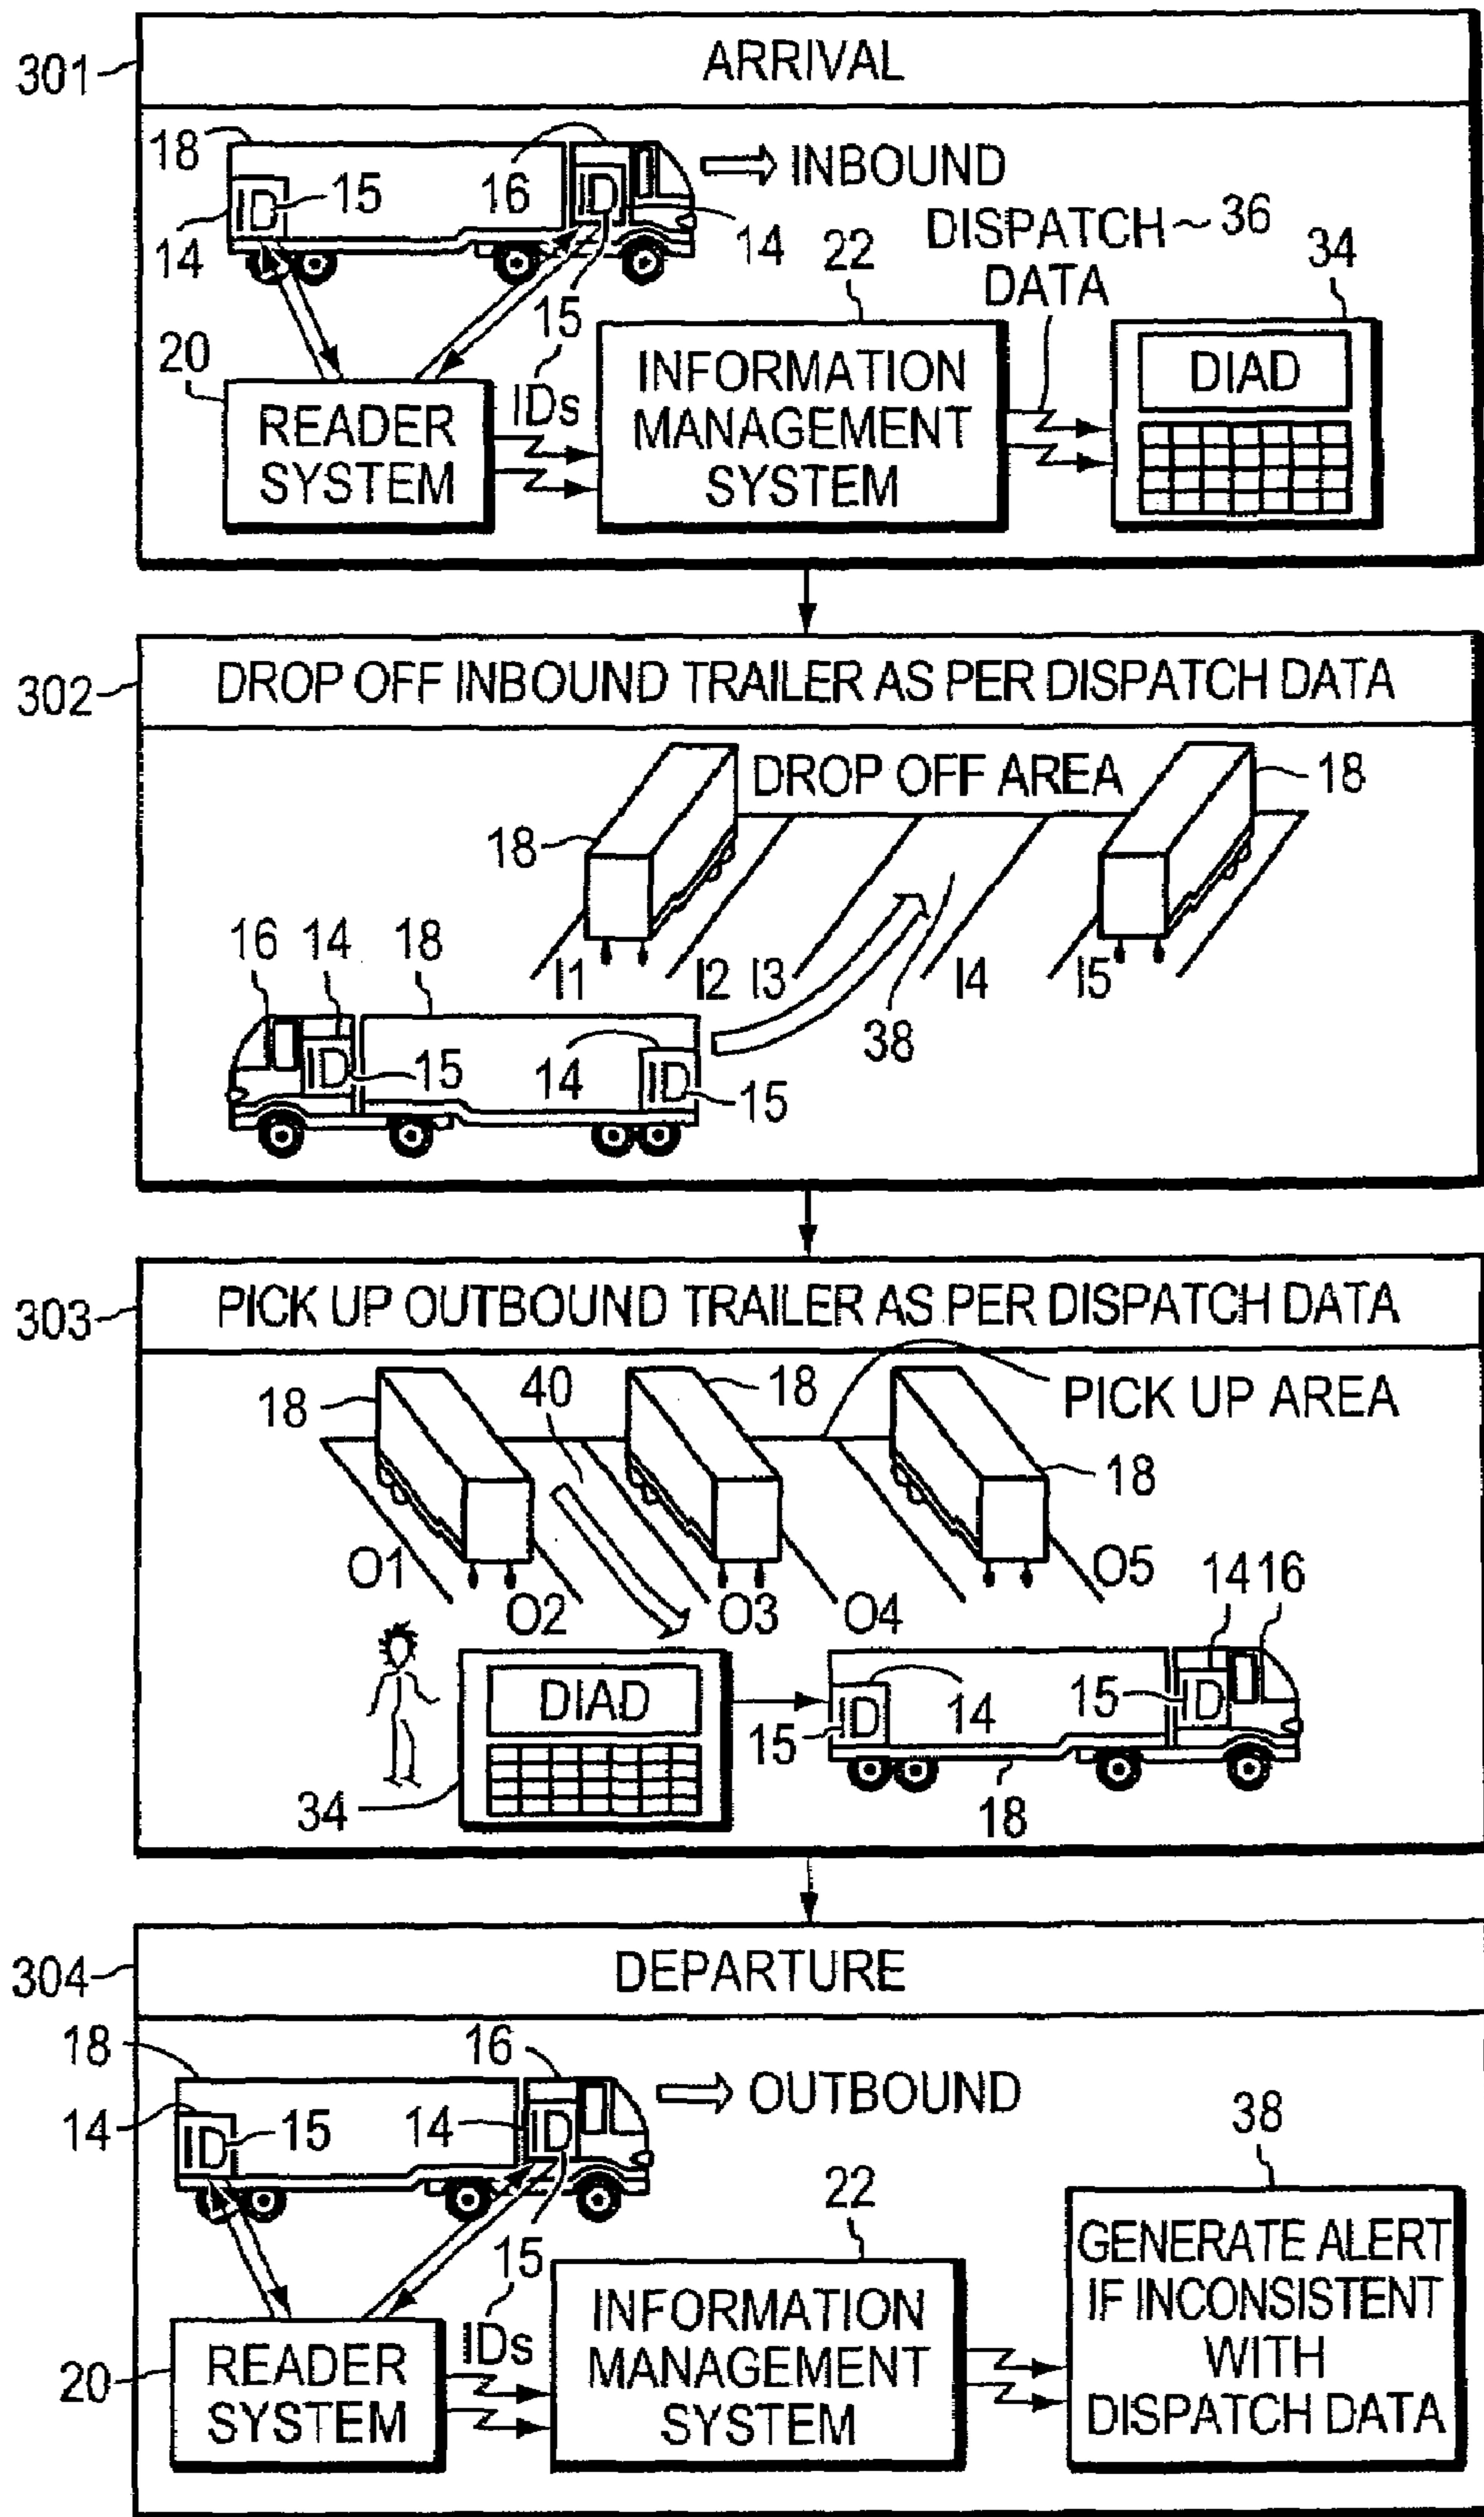 301
ARRIVAL
18
ID
15
16
ID
INBOUND
14
14
DISPATCH ~ 36
DATA
22
34
15
20
READER
SYSTEM
IDs
INFORMATION
MANAGEMENT
SYSTEM
DIAD
302
DROP OFF INBOUND TRAILER AS PER DISPATCH DATA
DROP OFF AREA
18
18
I1
I2
I3
I4
I5
38
16
14
18
ID
15
14
ID
15
303
PICK UP OUTBOUND TRAILER AS PER DISPATCH DATA
18
40
18
PICK UP AREA
18
O1
O2
O3
O4
O5
14
16
DIAD
34
15
ID
14
15
ID
18
304
DEPARTURE
18
16
OUTBOUND
14
ID
15
14
ID
38
22
15
20
READER
SYSTEM
IDs
INFORMATION
MANAGEMENT
SYSTEM
GENERATE ALERT
IF INCONSISTENT
WITH
DISPATCH DATA